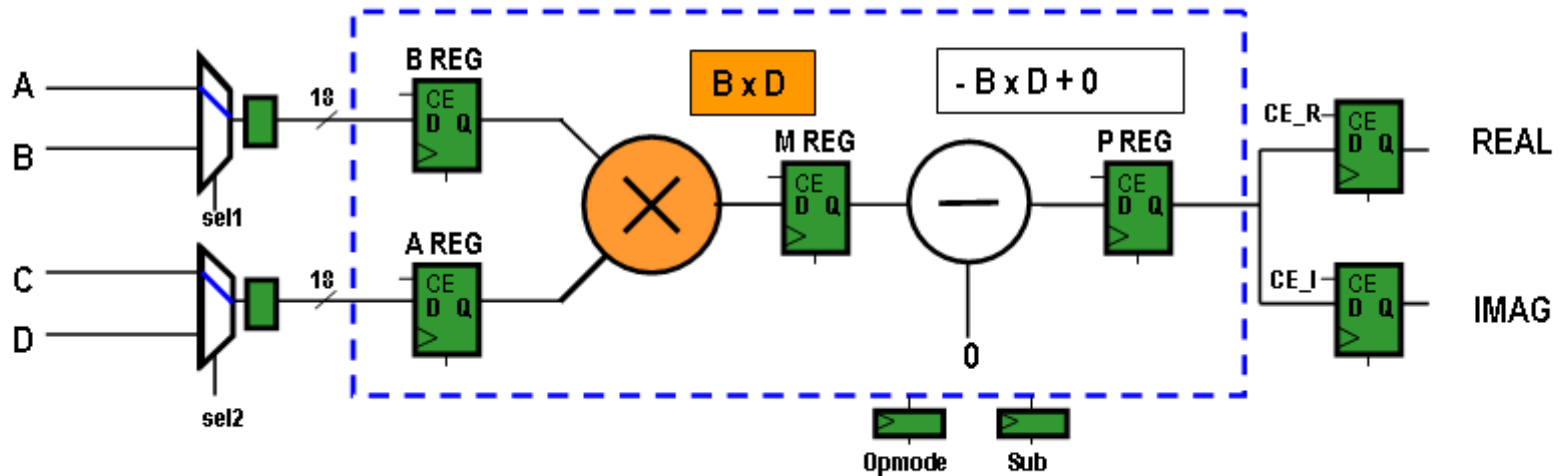 A
B
sel1
C
D
sel2
18
18
B REG
CE
D Q
A REG
CE
D Q
B x D
M REG
CE
D Q
- B x D + 0
0
P REG
CE
D Q
Opmode
Sub
CE_R
CE
D Q
REAL
CE_I
CE
D Q
IMAG